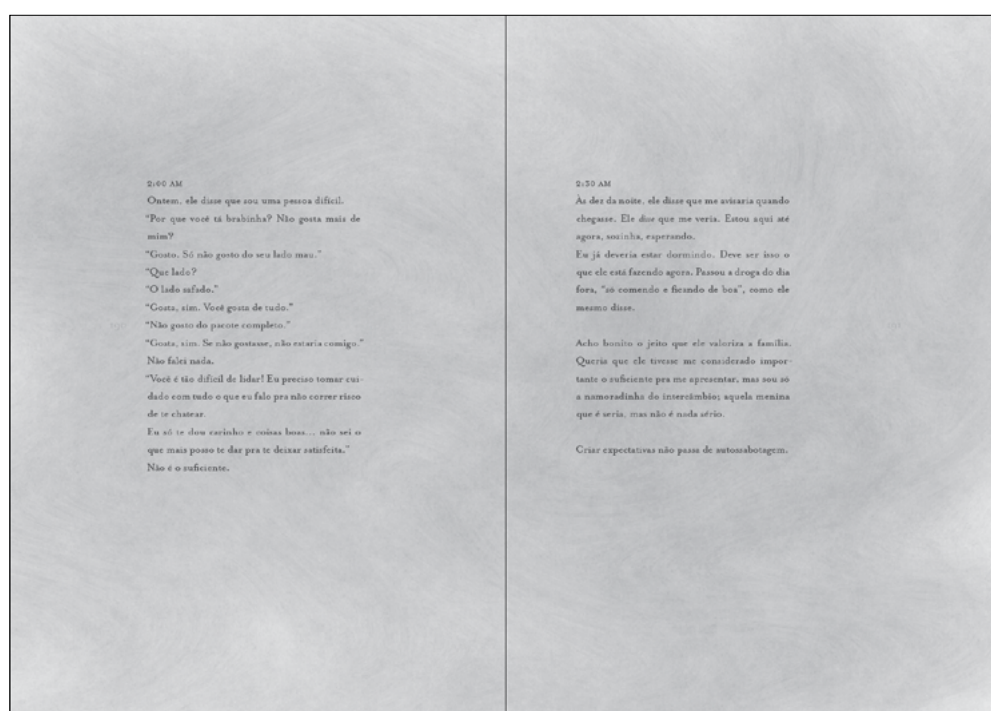 2:00 AM
Ontem, ele disse que sou uma pessoa difícil.
“Por que você tá brabinha? Não gosta mais de
mim?
“Gosto. Só não gosto do seu lado mau.”
“Que lado?
“O lado safado.”
“Gosta, sim. Você gosta de tudo.”
“Não gosto do pacote completo.”
“Gosta, sim. Se não gostasse, não estaria comigo.”
Não falei nada.
“Você é tão difícil de lidar! Eu preciso tomar cui-
dado com tudo o que eu falo pra não correr risco
de te chatear.
Eu só te dou carinho e coisas boas... não sei o
que mais posso te dar pra te deixar satisfeita.”
Não é o suficiente.
2:30 AM
Às dez da noite, ele disse que me avisaria quando
chegasse. Ele disse que me veria. Estou aqui até
agora, sozinha, esperando.
Eu já deveria estar dormindo. Deve ser isso o
que ele está fazendo agora. Passou a droga do dia
fora, “só comendo e ficando de boa”, como ele
mesmo disse.
Acho bonito o jeito que ele valoriza a família.
Queria que ele tivesse me considerado impor-
tante o suficiente pra me apresentar, mas sou só
a namoradinha do intercâmbio; aquela menina
que é séria, mas não é nada sério.
Criar expectativas não passa de autossabotagem.